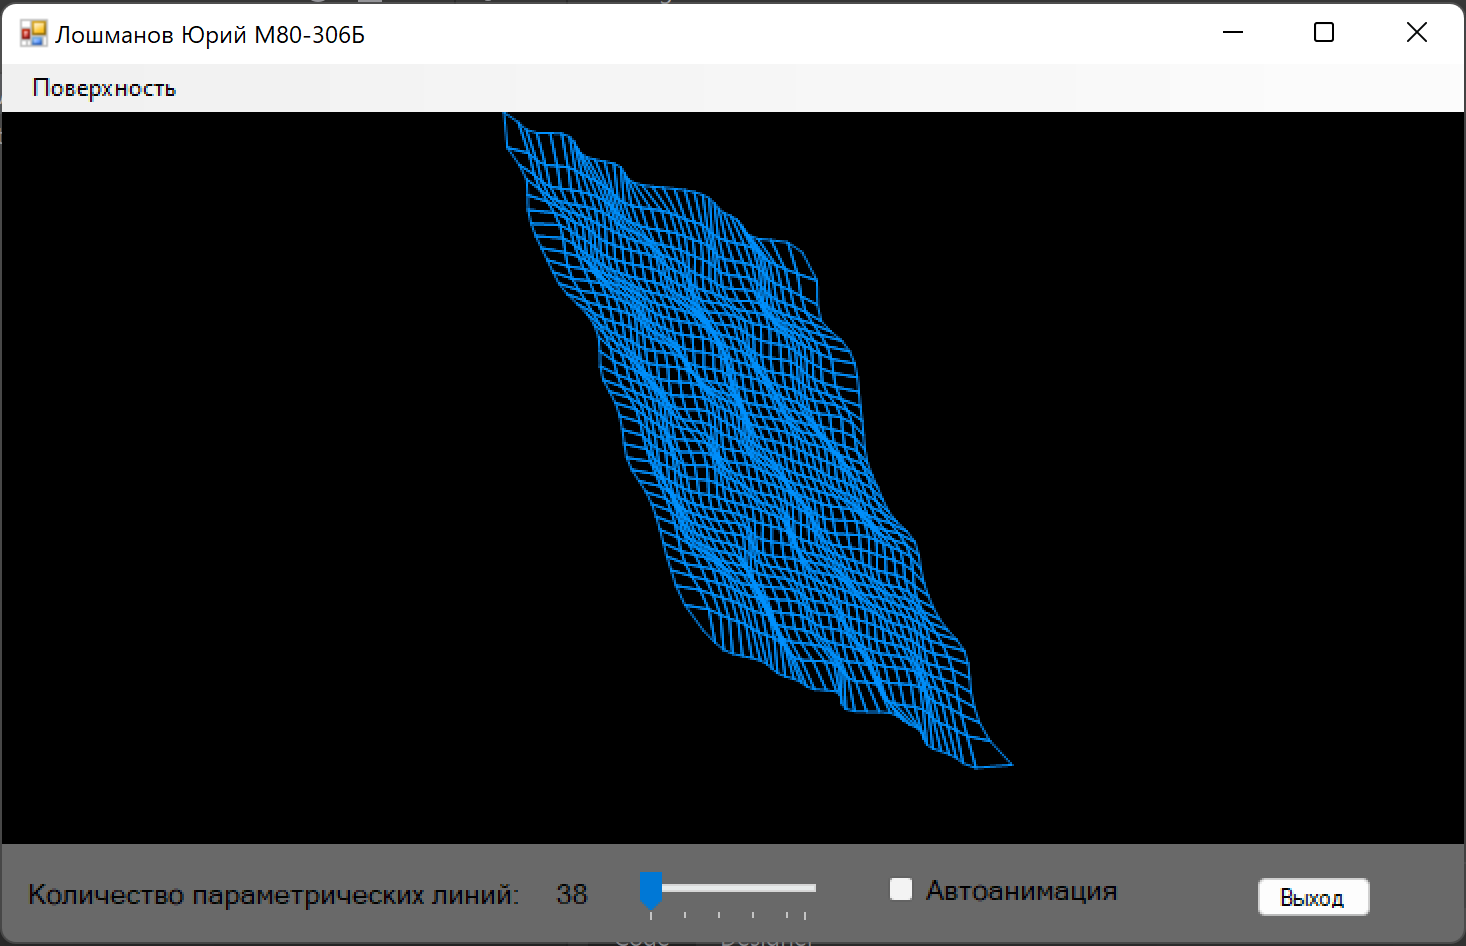 Лошманов Юрий М80-306Б
Поверхность
Количество параметрических линий: 38
Автоанимация
Выход